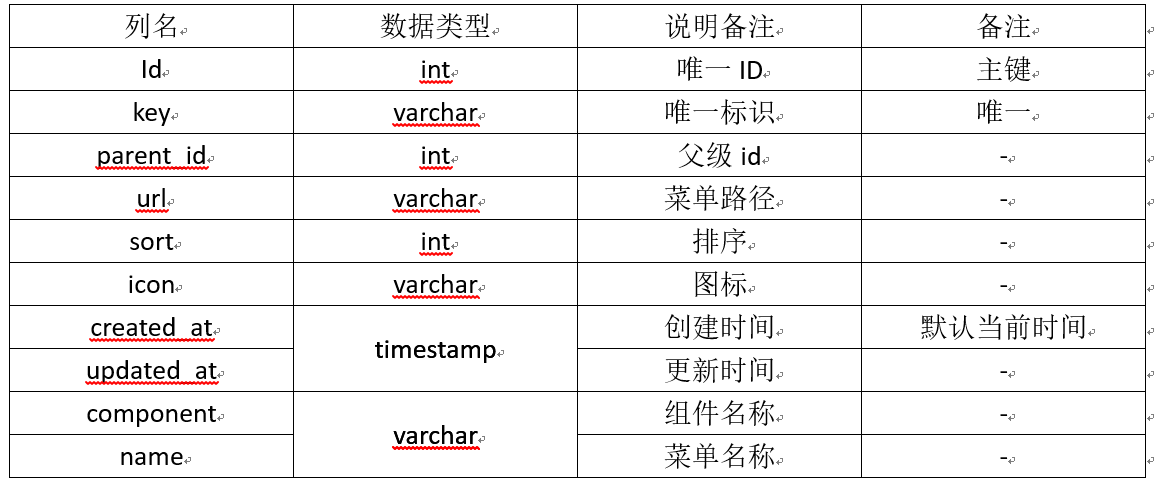 列名 数据类型 说明备注 备注
Id int 唯一 ID 主键
key varchar 唯一标识 唯一
parent_id int 父级 id -
url varchar 菜单路径 -
sort int 排序 -
icon varchar 图标 -
created_at timestamp 创建时间 默认当前时间
updated_at 更新时间 -
component varchar 组件名称 -
name 菜单名称 -